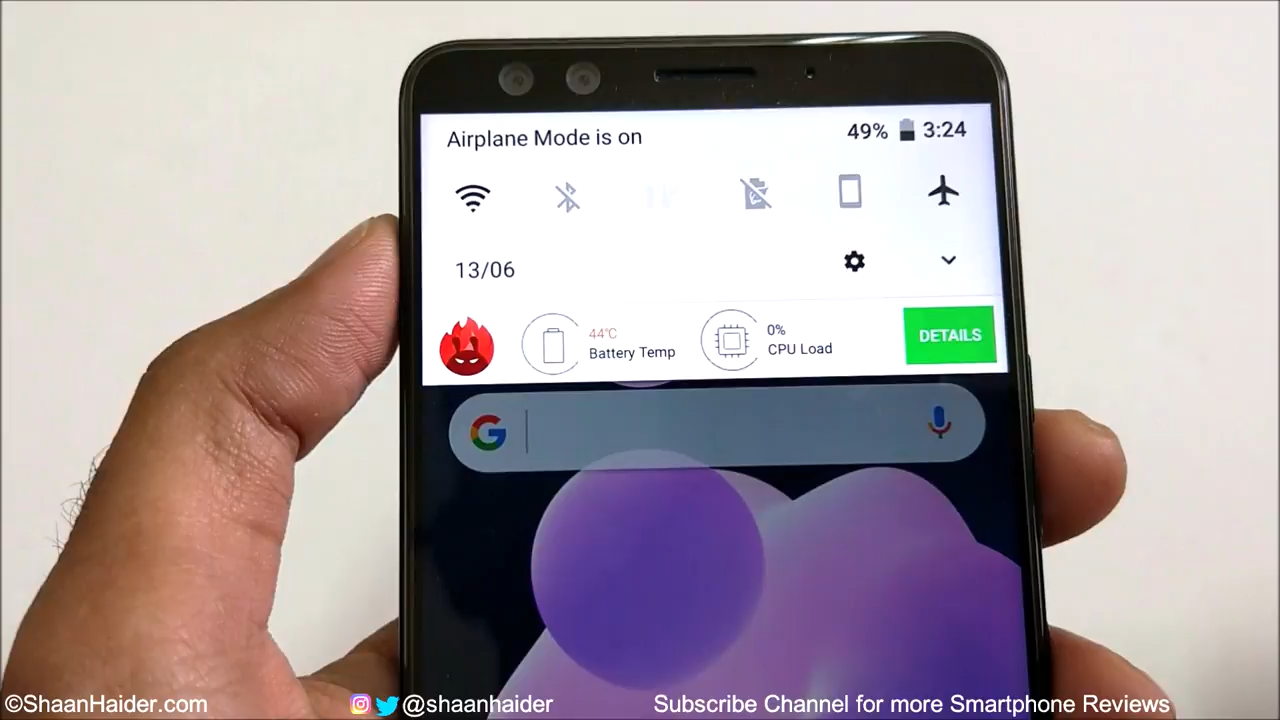 Airplane Mode is on
49% 3:24
13/06
44°C
Battery Temp
0%
CPU Load
DETAILS
G
©ShaanHaider.com @shaanhaider Subscribe Channel for more Smartphone Reviews